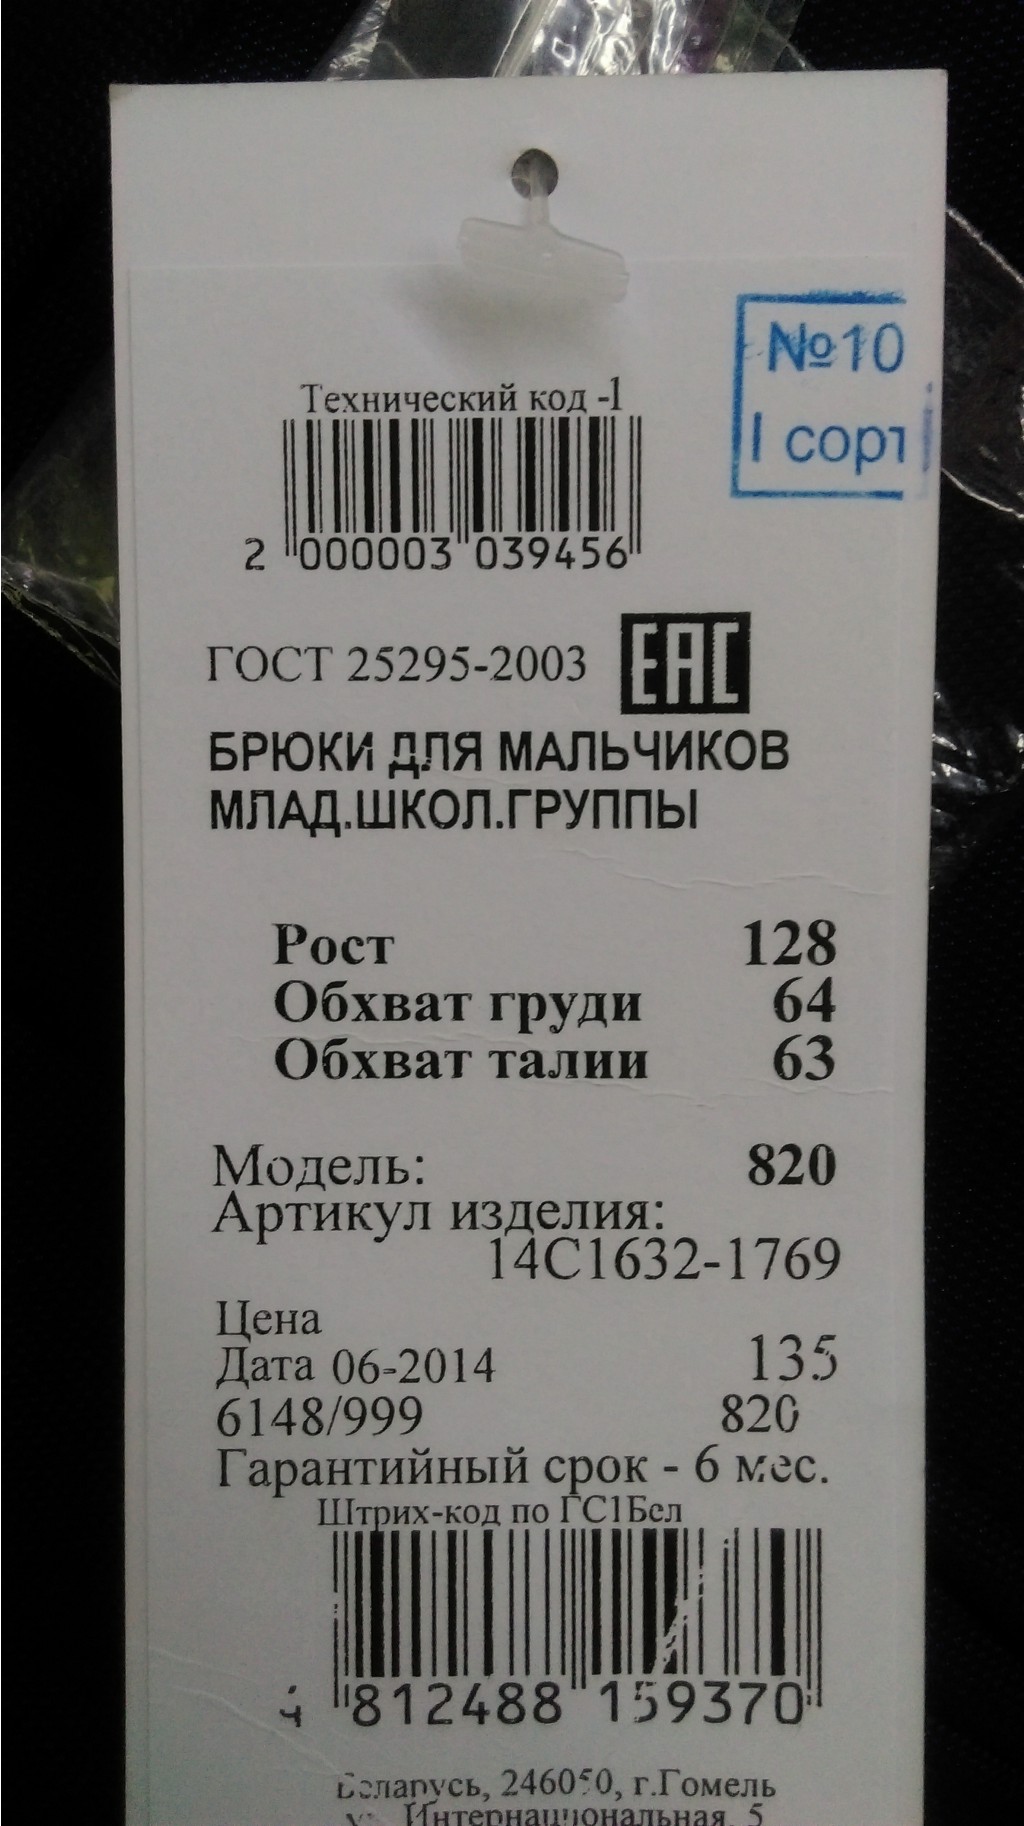 №10
I сорт
Технический код -1
2 000003 039456
ГОСТ 25295-2003 EAC
БРЮКИ ДЛЯ МАЛЬЧИКОВ
МЛАД.ШКОЛ.ГРУППЫ
Рост 128
Обхват груди 64
Обхват талии 63
Модель: 820
Артикул изделия:
14С1632-1769
Цена
Дата 06-2014 135
6148/999 820
Гарантийный срок - 6 мес.
Штрих-код по ГС1Бел
4 812488 159370
Беларусь, 246050, г.Гомель
Интернациональная, 5